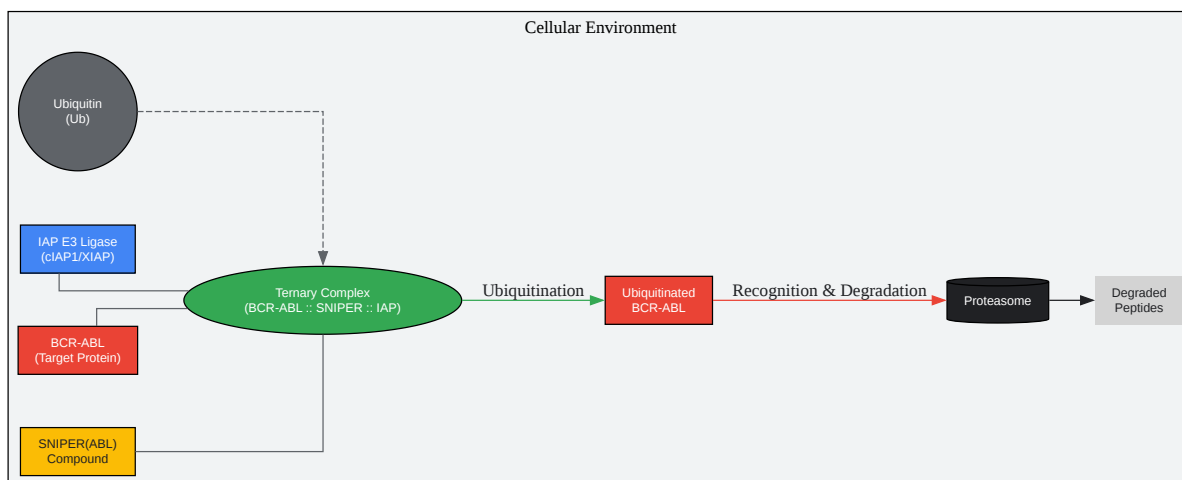 Cellular Environment
Ubiquitin
(Ub)
IAP E3 Ligase
(cIAP1/XIAP)
BCR-ABL
(Target Protein)
SNIPER(ABL)
Compound
Ternary Complex
(BCR-ABL :: SNIPER :: IAP)
Ubiquitination
Ubiquitinated
BCR-ABL
Recognition & Degradation
Proteasome
Degraded
Peptides